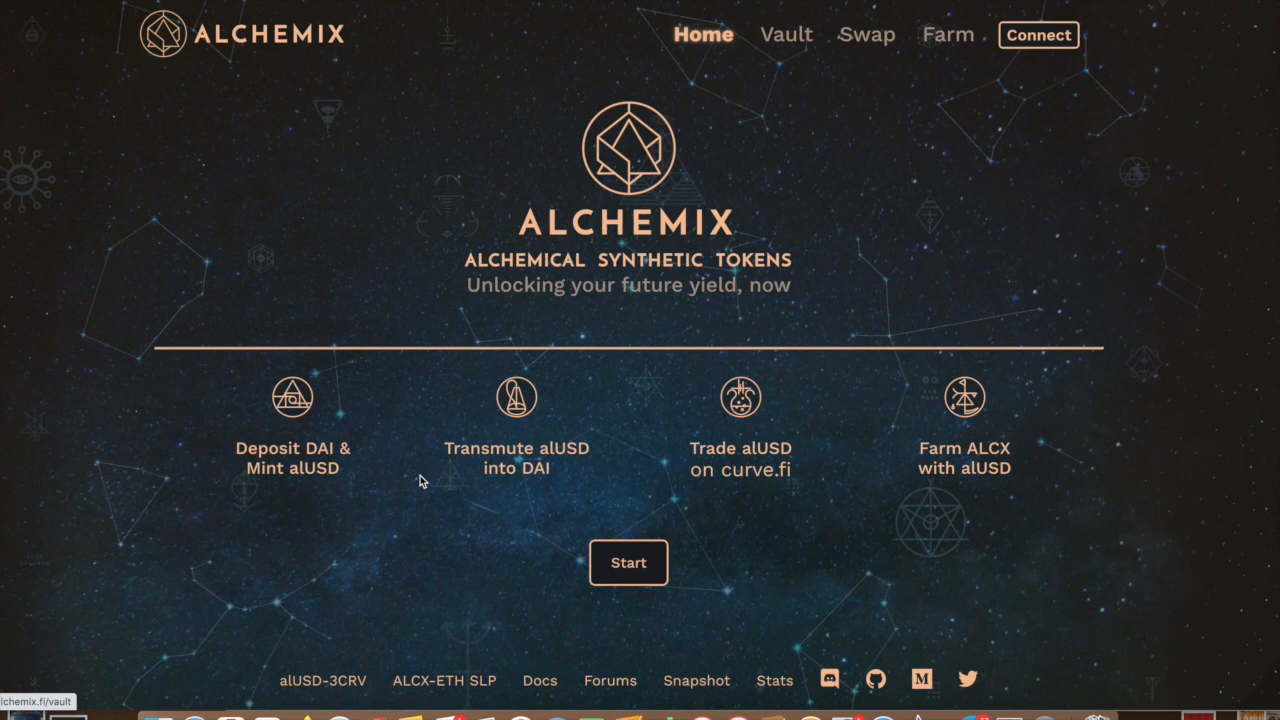 ALCHEMIX
Home Vault Swap Farm Connect
ALCHEMIX
ALCHEMICAL SYNTHETIC TOKENS
Unlocking your future yield, now
Deposit DAI &
Mint alUSD
Transmute alUSD
into DAI
Trade alUSD
on curve.fi
Farm ALCX
with alUSD
Start
alUSD-3CRV ALCX-ETH SLP Docs Forums Snapshot Stats
lchemix.fi/vault